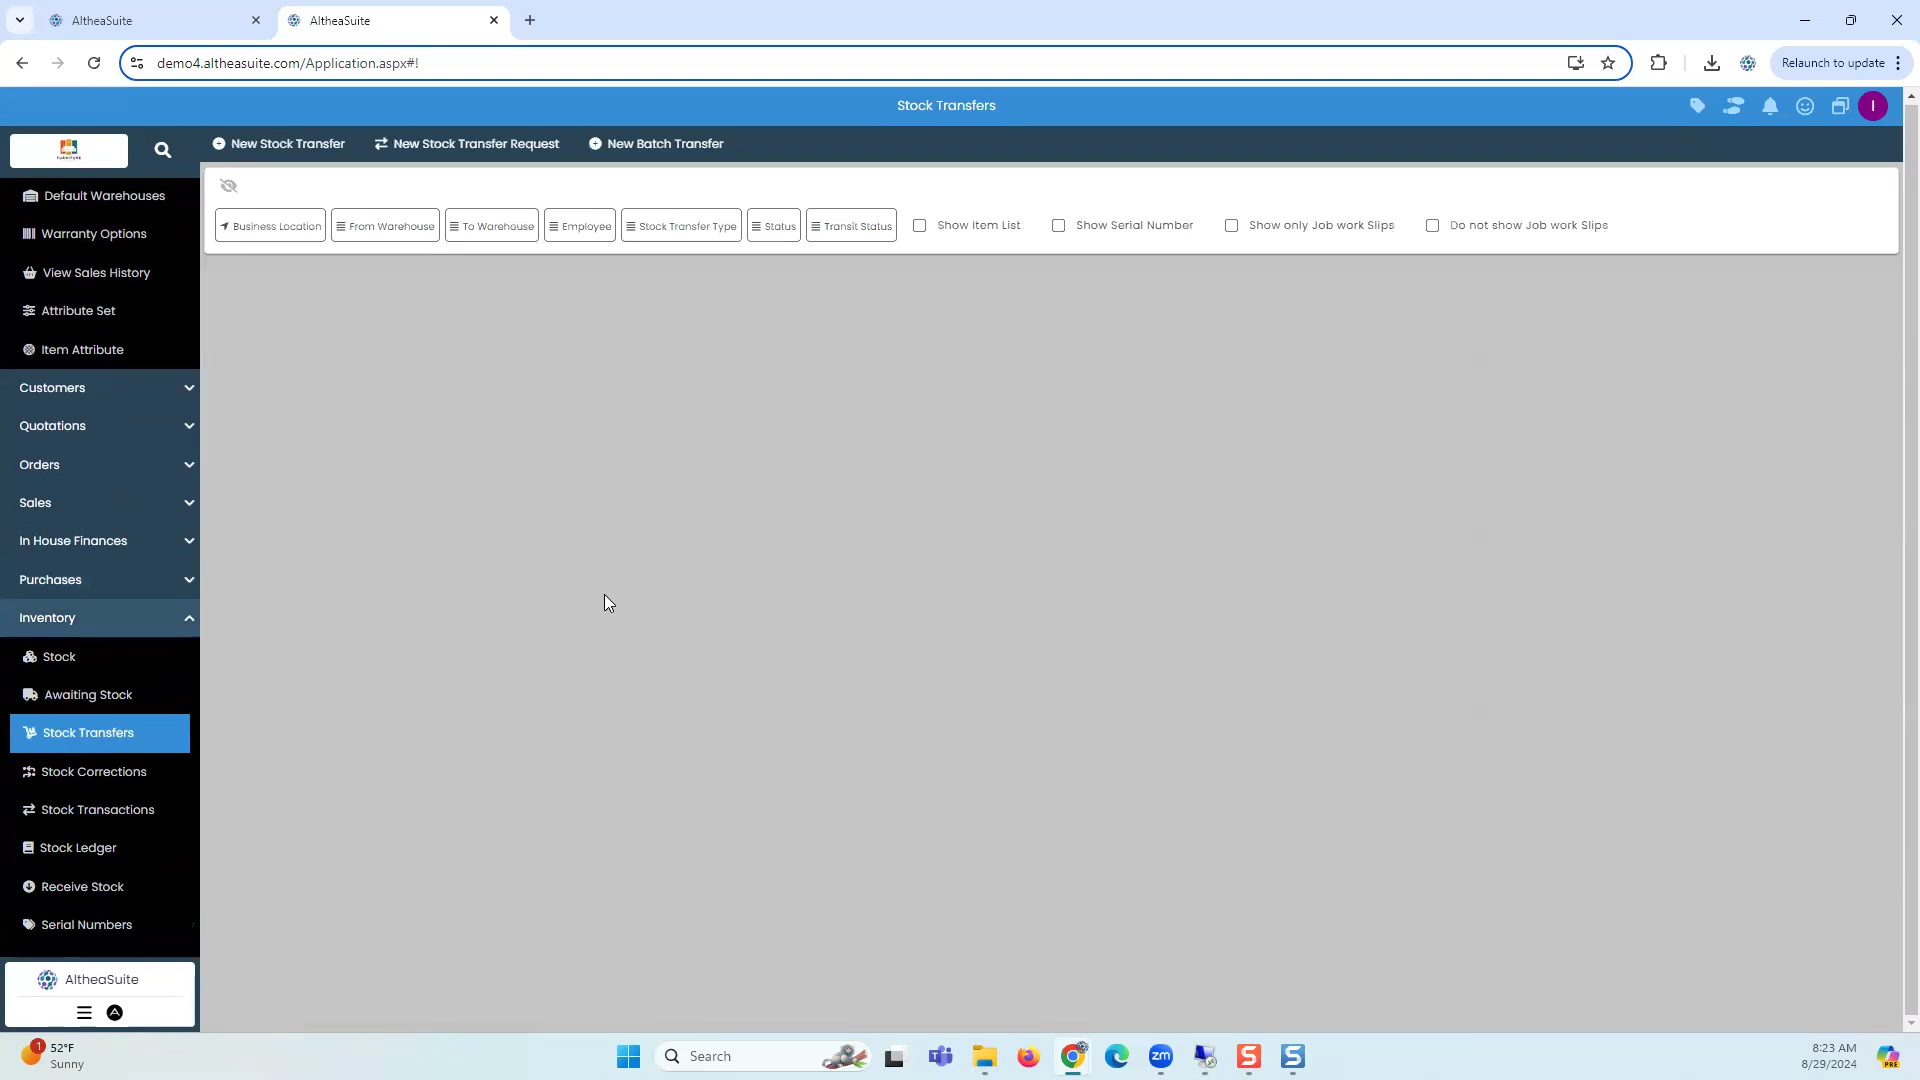 AltheaSuite
AltheaSuite
demo4.altheasuite.com/Application.aspx#!
Relaunch to update
Stock Transfers
I
FURNITURE
New Stock Transfer
New Stock Transfer Request
New Batch Transfer
Default Warehouses
Warranty Options
View Sales History
Attribute Set
Item Attribute
Customers
Quotations
Orders
Sales
In House Finances
Purchases
Inventory
Stock
Awaiting Stock
Stock Transfers
Stock Corrections
Stock Transactions
Stock Ledger
Receive Stock
Serial Numbers
AltheaSuite
Business Location
From Warehouse
To Warehouse
Employee
Stock Transfer Type
Status
Transit Status
Show Item List
Show Serial Number
Show only Job work Slips
Do not show Job work Slips
1
52°F
Sunny
Search
zm
S
S
PRE
8:23 AM
8/29/2024